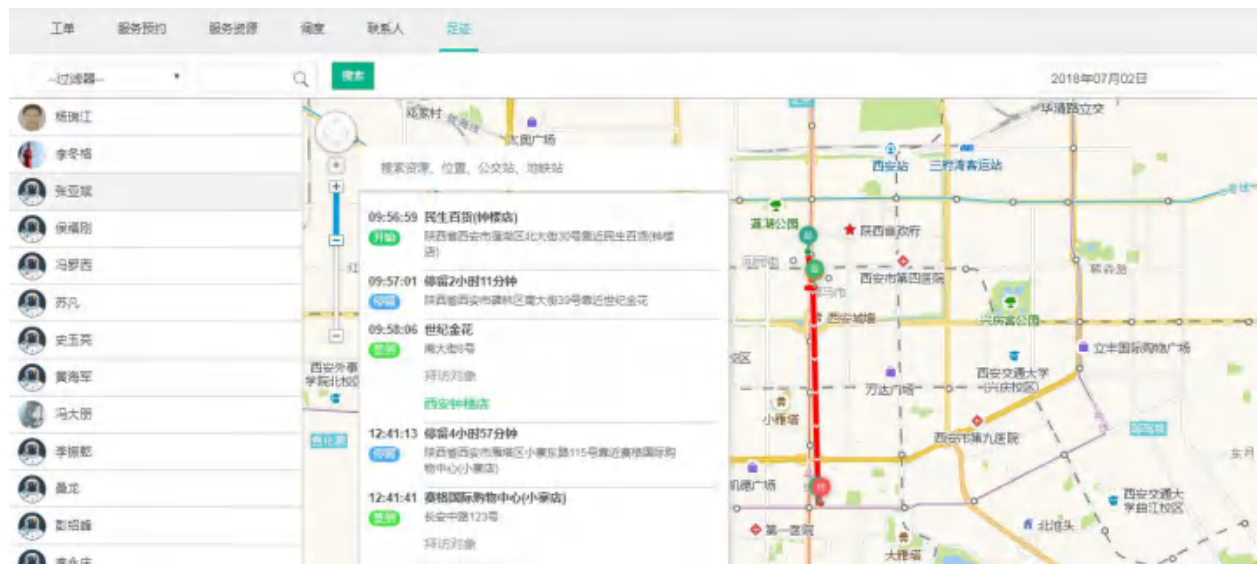 工单 服务预约 服务资源 调度 联系人 足迹
--过滤器-- 搜索 2018年07月02日
杨瑞江
李冬格
张亚斌
侯福刚
冯罗西
苏凡
史玉亮
黄海军
冯大朋
李振乾
桑龙
彭绍峰
搜索资源、位置、公交站、地铁站
09:56:59 民生百货(钟楼店)
开始 陕西省西安市莲湖区北大街30号靠近民生百货(钟楼
店)
09:57:01 停留2小时11分钟
停留 陕西省西安市碑林区南大街39号靠近世纪金花
09:58:06 世纪金花
签到 南大街6号
拜访对象
西安钟楼店
12:41:13 停留4小时57分钟
停留 陕西省西安市雁塔区小寨东路115号靠近赛格国际购
物中心(小寨店)
12:41:41 赛格国际购物中心(小寨店)
签到 长安中路123号
拜访对象
邓家村
大奥广场
华清路立交
西安站
三府湾客运站
莲湖公园
陕西省政府
回民街
西安市第四医院
韩森路
西安城墙
兴庆宫公园
立丰国际购物广场
西安外事
学院北校区
西安交通大学
(兴庆校区)
万达广场
小雁塔
西安市第九医院
第一医院
西安交通大
学曲江校区
北池头
大雁塔